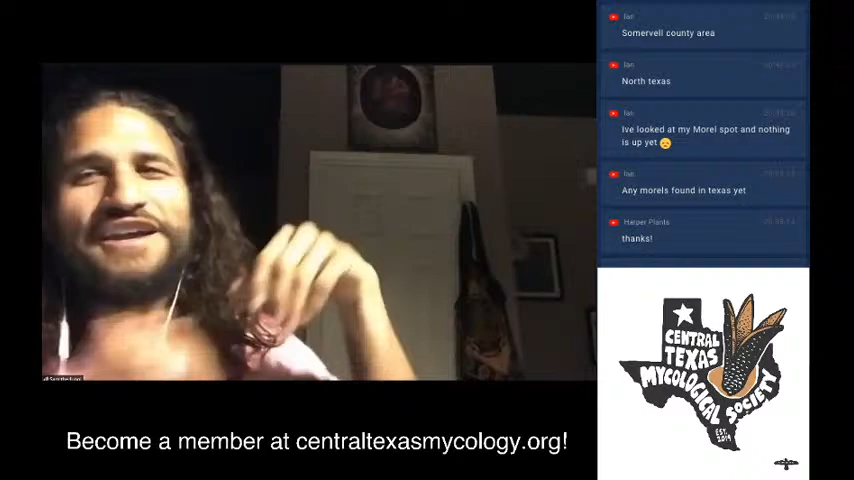 Ian
Somervell county area
Ian
North texas
Ian
Ive looked at my Morel spot and nothing
is up yet 😞
Ian
Any morels found in texas yet
Harper Plants
thanks!
CENTRAL
TEXAS
MYCOLOGICAL
SOCIETY
EST.
2019
Become a member at centraltexasmycology.org!